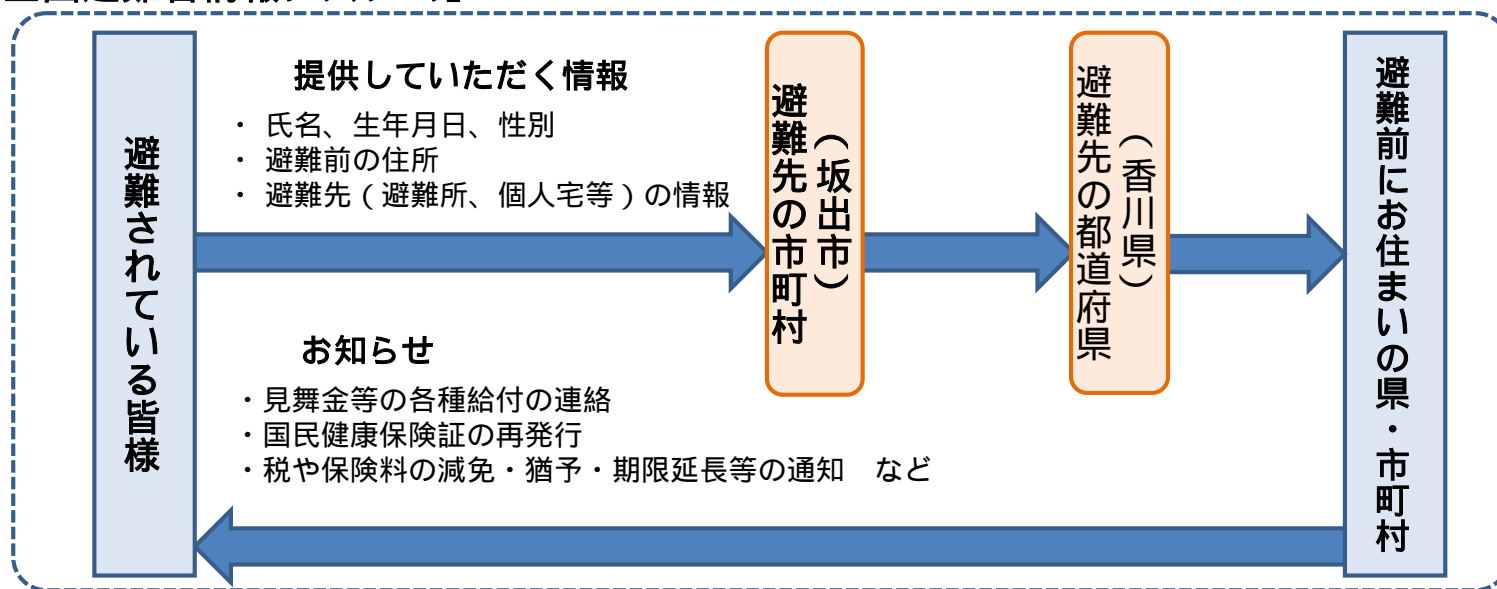 避難されている皆様
提供していただく情報
・ 氏名、生年月日、性別
・ 避難前の住所
・ 避難先（避難所、個人宅等）の情報
お知らせ
・見舞金等の各種給付の連絡
・国民健康保険証の再発行
・税や保険料の減免・猶予・期限延長等の通知　など
避難先の市町村
（坂出市）
避難先の都道府県
（香川県）
避難前にお住まいの県・市町村